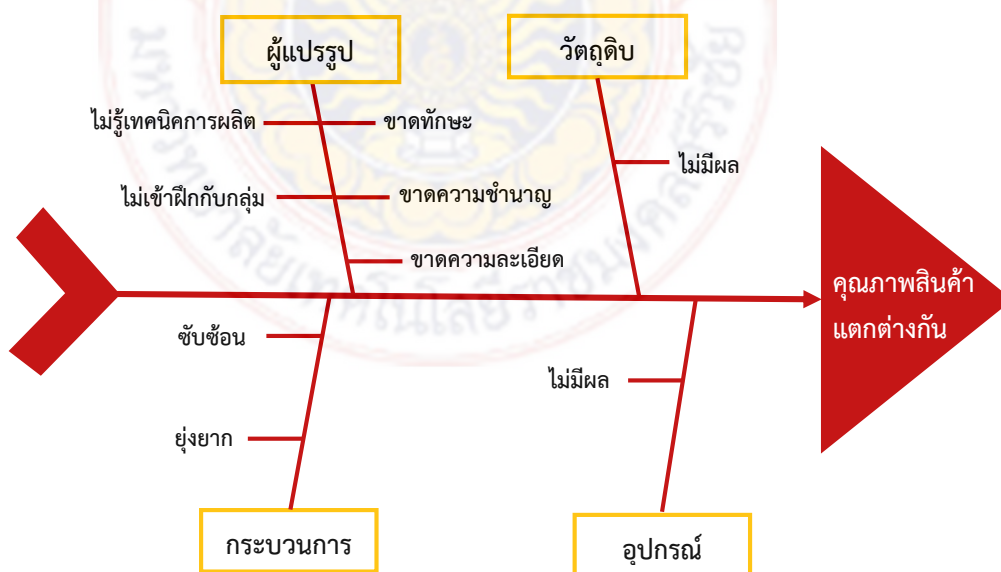 ผู้แปรรูป
วัตถุดิบ
ไม่รู้เทคนิคการผลิต
ขาดทักษะ
ไม่มีผล
ไม่เข้าฝึกกับกลุ่ม
ขาดความชำนาญ
ขาดความละเอียด
คุณภาพสินค้า
แตกต่างกัน
ซับซ้อน
ไม่มีผล
ยุ่งยาก
กระบวนการ
อุปกรณ์